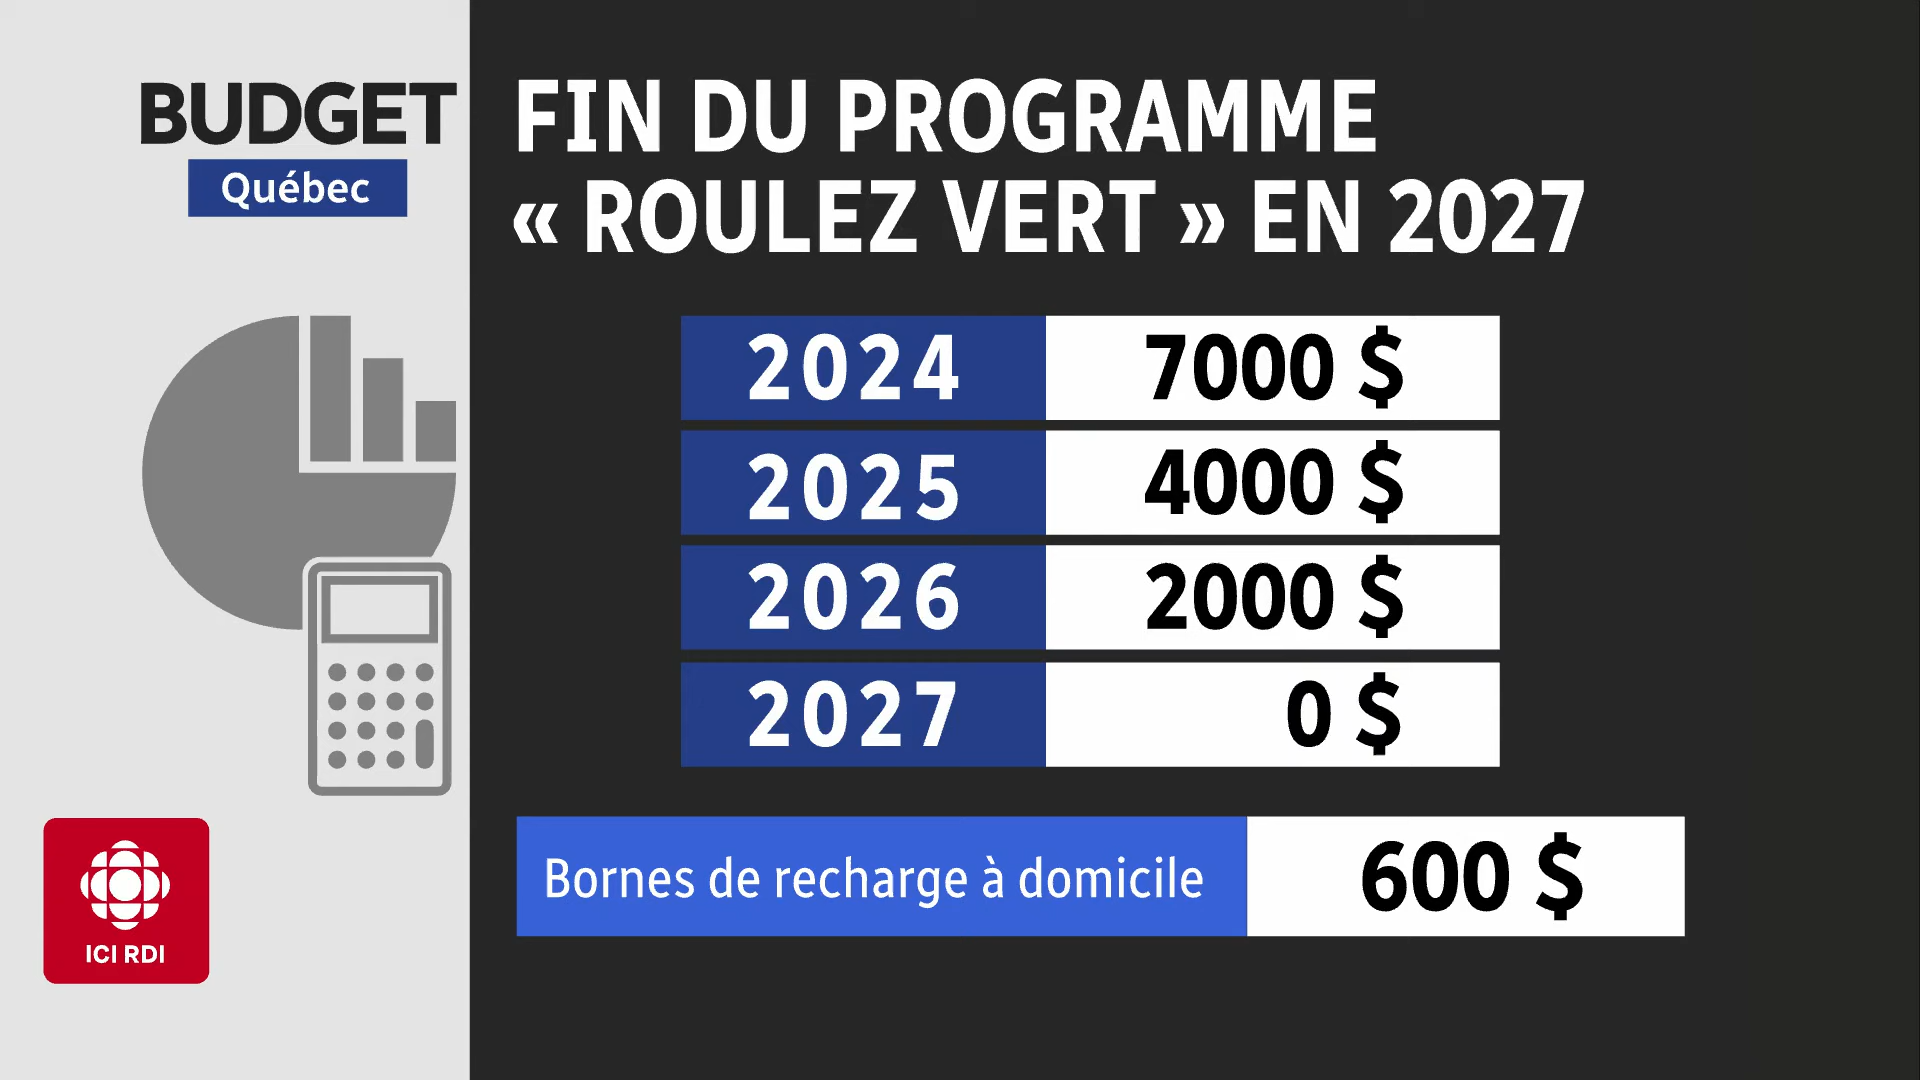 BUDGET
Québec
FIN DU PROGRAMME
« ROULEZ VERT » EN 2027
2024 7000 $
2025 4000 $
2026 2000 $
2027 0 $
Bornes de recharge à domicile 600 $
ICI RDI